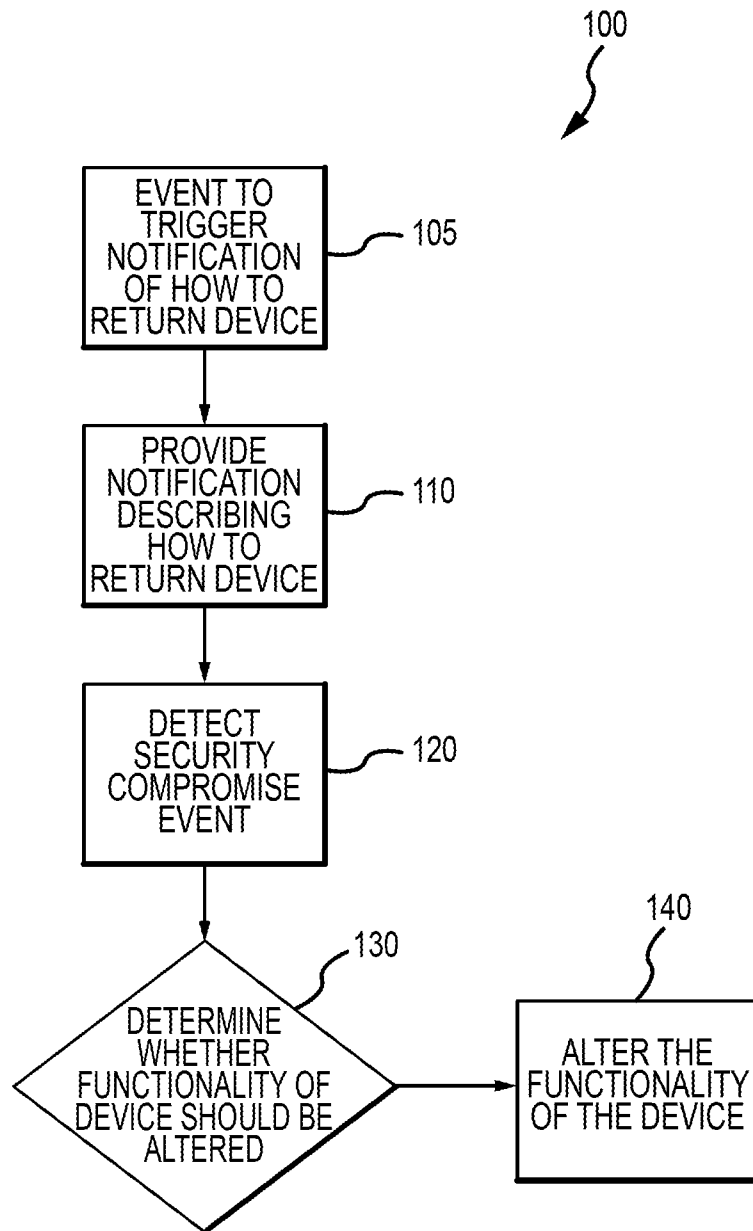 100
EVENT TO
TRIGGER
NOTIFICATION
OF HOW TO
RETURN DEVICE
105
PROVIDE
NOTIFICATION
DESCRIBING
HOW TO
RETURN DEVICE
110
DETECT
SECURITY
COMPROMISE
EVENT
120
130
DETERMINE
WHETHER
FUNCTIONALITY OF
DEVICE SHOULD BE
ALTERED
140
ALTER THE
FUNCTIONALITY
OF THE DEVICE